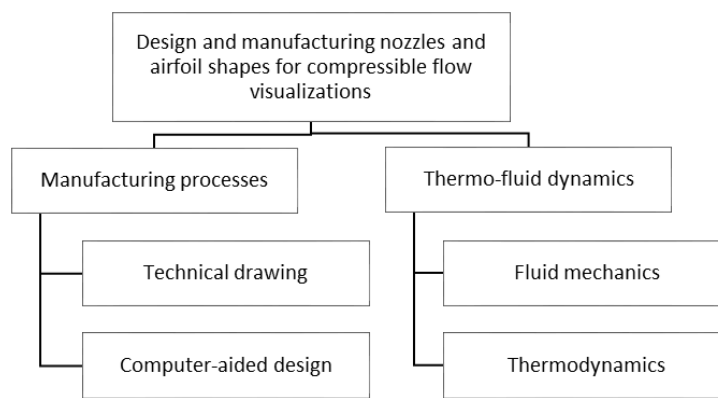 Design and manufacturing nozzles and
airfoil shapes for compressible flow
visualizations
Manufacturing processes
Thermo-fluid dynamics
Technical drawing
Fluid mechanics
Computer-aided design
Thermodynamics